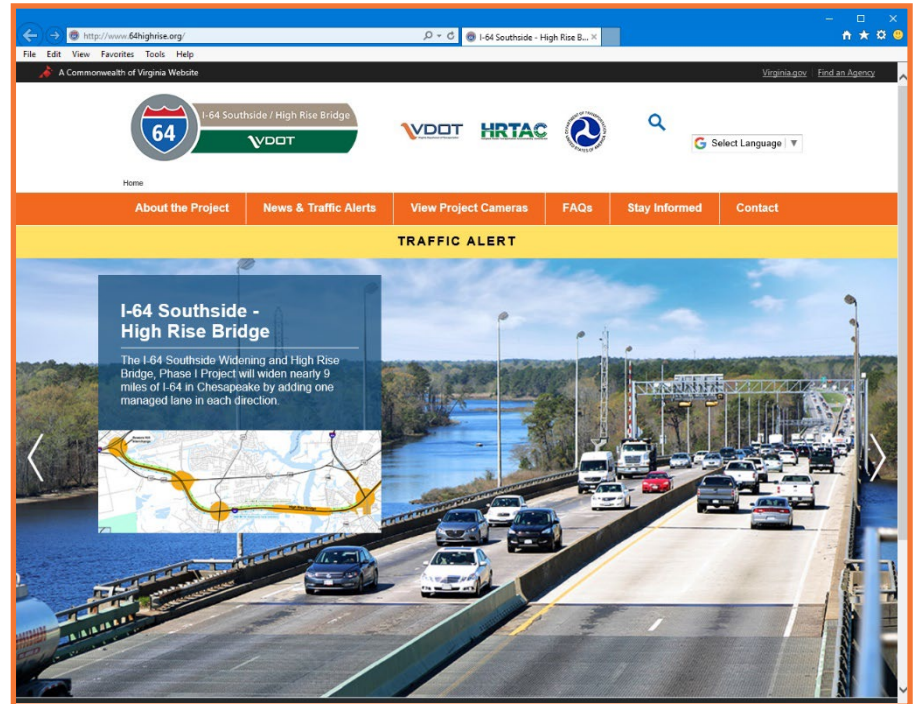 http://www.64highrise.org/
I-64 Southside - High Rise B...
File Edit View Favorites Tools Help
A Commonwealth of Virginia Website
Virginia.gov | Find an Agency
64
I-64 Southside / High Rise Bridge
VDOT
VDOT
HRTAC
Select Language ▼
Home
About the Project
News & Traffic Alerts
View Project Cameras
FAQs
Stay Informed
Contact
TRAFFIC ALERT
I-64 Southside -
High Rise Bridge
The I-64 Southside Widening and High Rise
Bridge, Phase I Project will widen nearly 9
miles of I-64 in Chesapeake by adding one
managed lane in each direction.